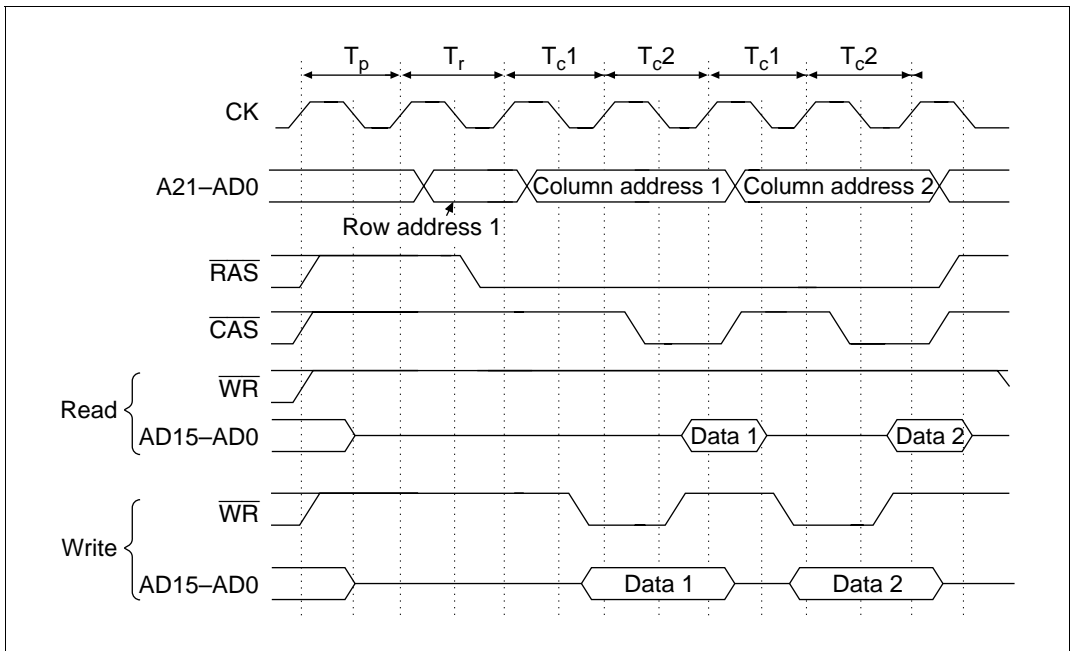 Tp Tr Tc1 Tc2 Tc1 Tc2
CK
A21–AD0 Column address 1 Column address 2
Row address 1
RAS
CAS
WR
Read
AD15–AD0 Data 1 Data 2
WR
Write
AD15–AD0 Data 1 Data 2